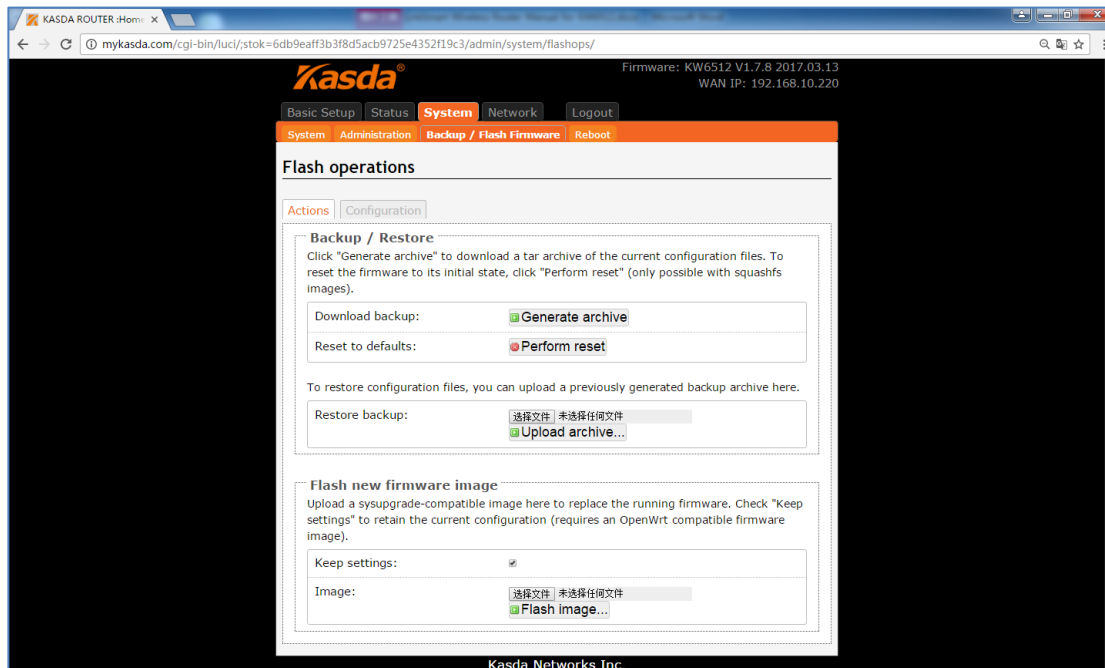 KASDA ROUTER :Home
mykasda.com/cgi-bin/luci/;stok=6db9eaff3b3f8d5acb9725e4352f19c3/admin/system/flashops/
Kasda®
Firmware: KW6512 V1.7.8 2017.03.13
WAN IP: 192.168.10.220
Basic Setup Status System Network Logout
System Administration Backup / Flash Firmware Reboot
Flash operations
Actions Configuration
Backup / Restore
Click "Generate archive" to download a tar archive of the current configuration files. To
reset the firmware to its initial state, click "Perform reset" (only possible with squashfs
images).
Download backup: Generate archive
Reset to defaults: Perform reset
To restore configuration files, you can upload a previously generated backup archive here.
Restore backup: 选择文件 未选择任何文件
Upload archive...
Flash new firmware image
Upload a sysupgrade-compatible image here to replace the running firmware. Check "Keep
settings" to retain the current configuration (requires an OpenWrt compatible firmware
image).
Keep settings:
Image: 选择文件 未选择任何文件
Flash image...
Kasda Networks Inc